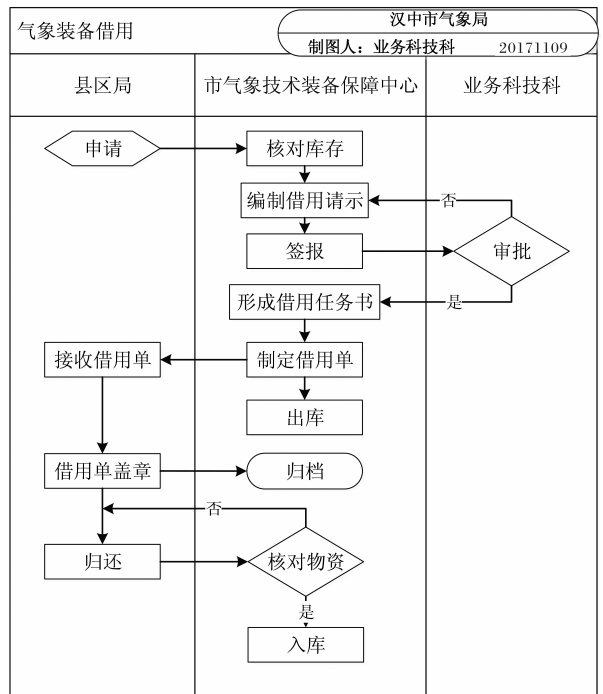 气象装备借用
汉中市气象局
制图人：业务科技科 20171109
县区局
市气象技术装备保障中心
业务科技科
申请
核对库存
编制借用请示
否
签报
审批
形成借用任务书
是
接收借用单
制定借用单
出库
借用单盖章
归档
否
归还
核对物资
是
入库